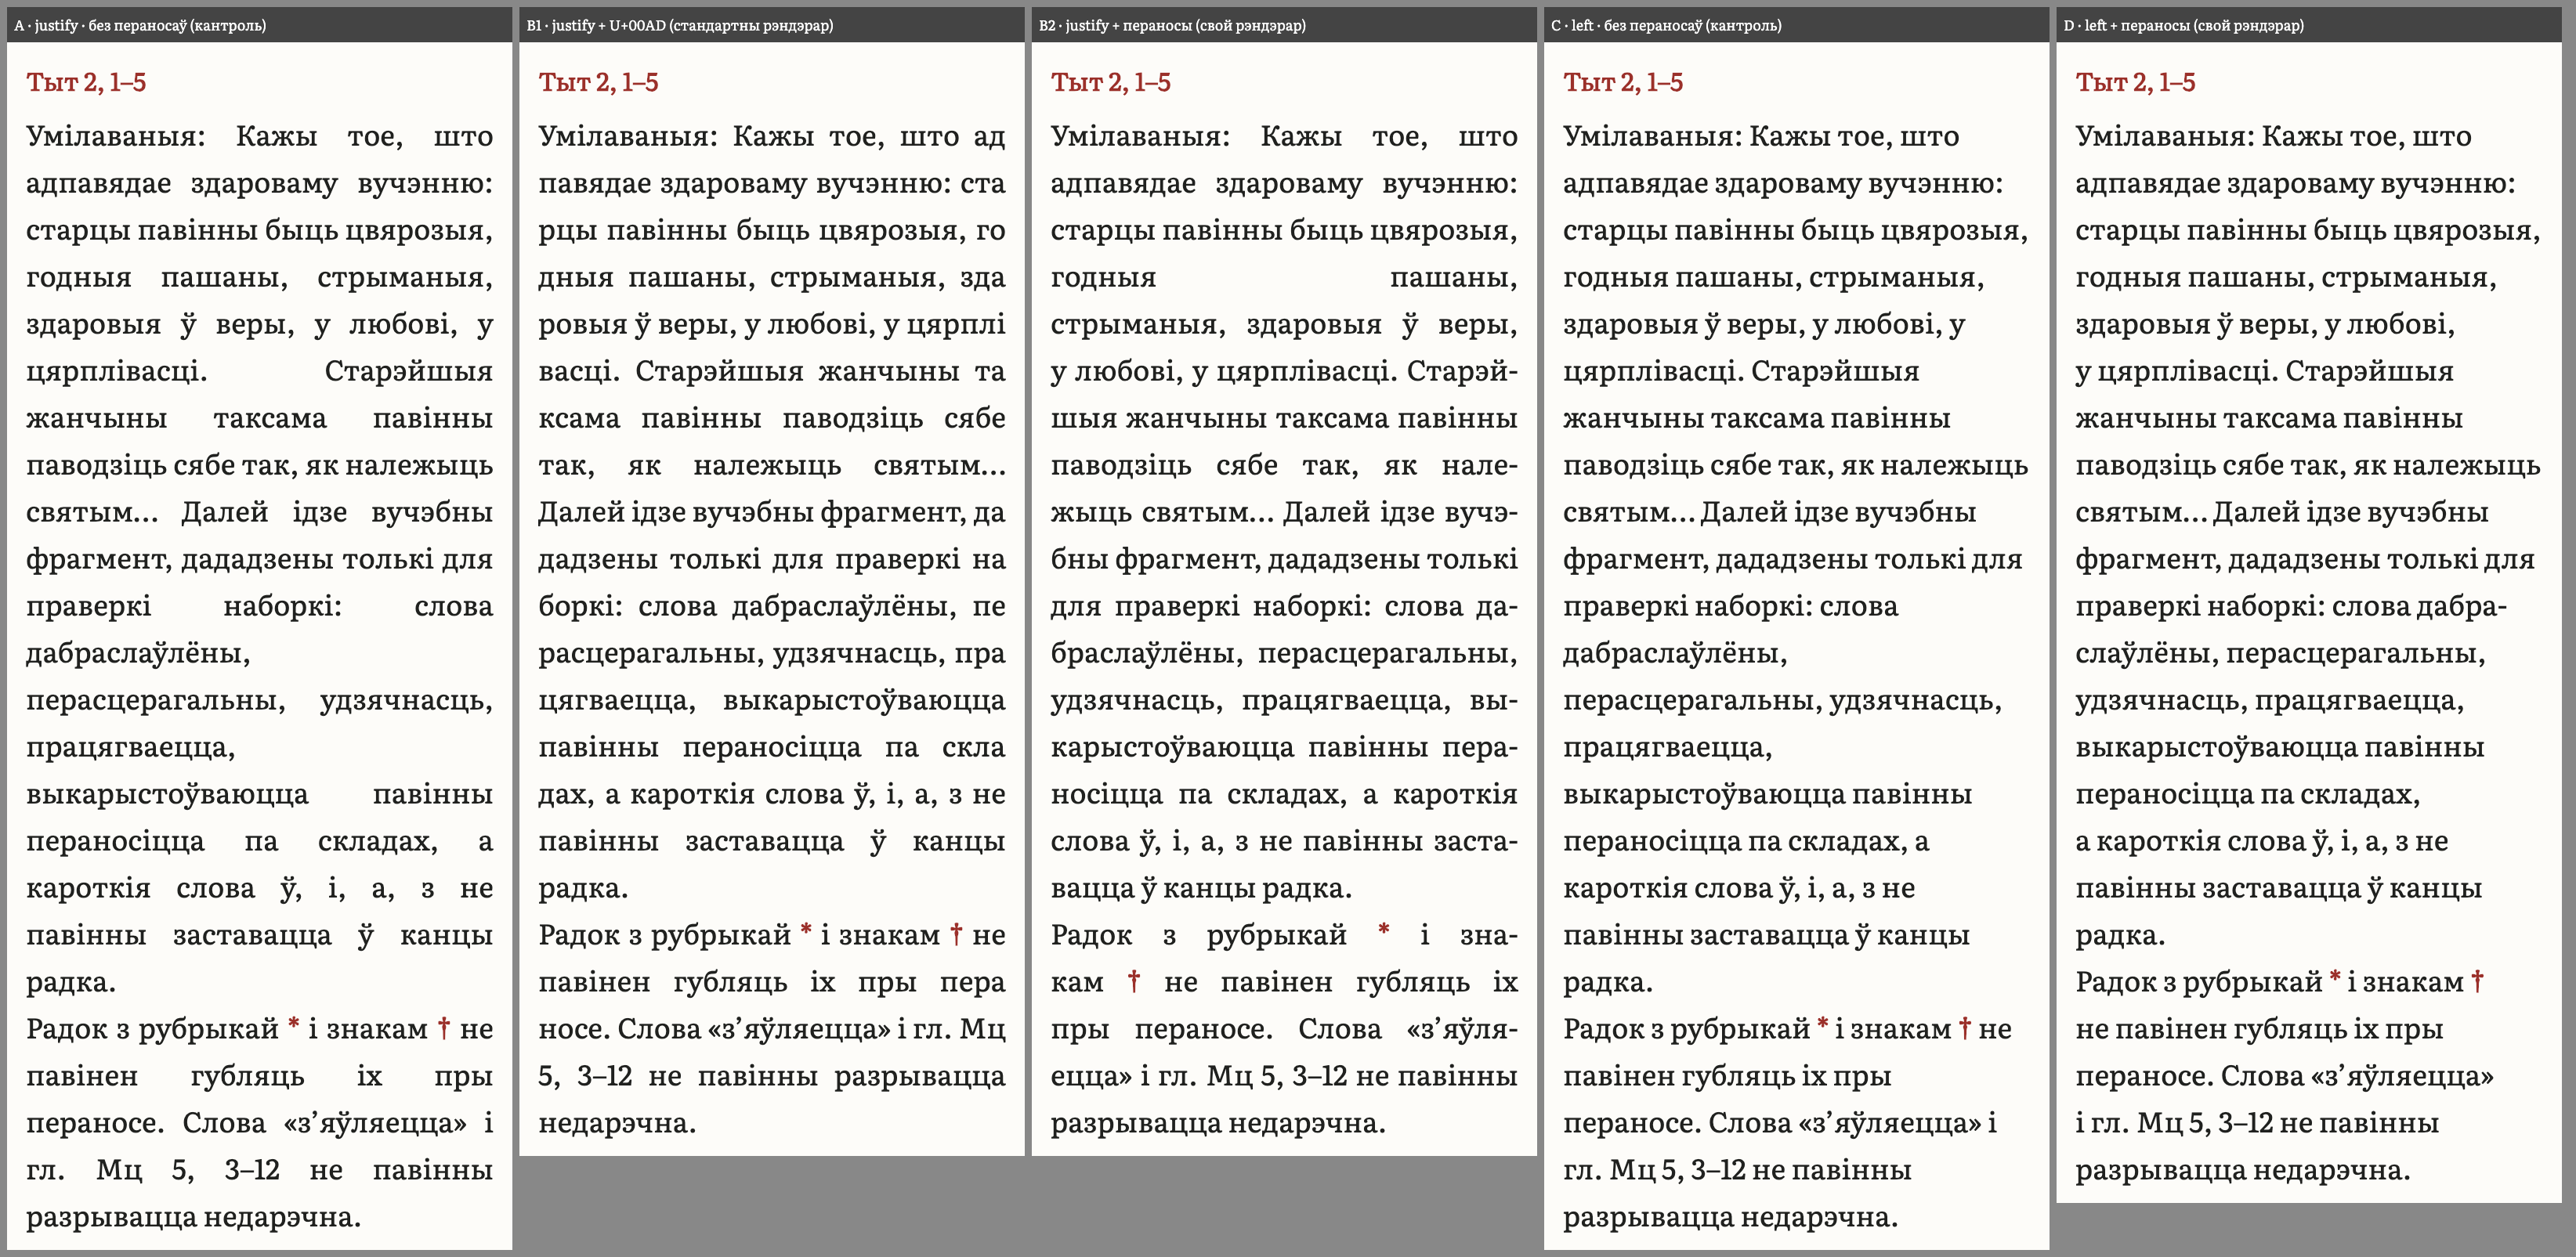 A · justify · без пераносаў (кантроль)
Тыт 2, 1–5
Умілаваныя: Кажы тое, што
адпавядае здароваму вучэнню:
старцы павінны быць цвярозыя,
годныя пашаны, стрыманыя,
здаровыя ў веры, у любові, у
цярплівасці. Старэйшыя
жанчыны таксама павінны
паводзіць сябе так, як належыць
святым... Далей ідзе вучэбны
фрагмент, дададзены толькі для
праверкі наборкі: слова
дабраслаўлёны,
перасцерагальны, удзячнасць,
працягваецца,
выкарыстоўваюцца павінны
пераносіцца па складах, а
кароткія слова ў, і, а, з не
павінны заставацца ў канцы
радка.
Радок з рубрыкай * і знакам † не
павінен губляць іх пры
пераносе. Слова «з’яўляецца» і
гл. Мц 5, 3–12 не павінны
разрывацца недарэчна.
B1 · justify + U+00AD (стандартны рэндэрар)
Тыт 2, 1–5
Умілаваныя: Кажы тое, што ад
павядае здароваму вучэнню: ста
рцы павінны быць цвярозыя, го
дныя пашаны, стрыманыя, зда
ровыя ў веры, у любові, у цярплі
васці. Старэйшыя жанчыны та
ксама павінны паводзіць сябе
так, як належыць святым...
Далей ідзе вучэбны фрагмент, да
дадзены толькі для праверкі на
боркі: слова дабраслаўлёны, пе
расцерагальны, удзячнасць, пра
цягваецца, выкарыстоўваюцца
павінны пераносіцца па скла
дах, а кароткія слова ў, і, а, з не
павінны заставацца ў канцы
радка.
Радок з рубрыкай * і знакам † не
павінен губляць іх пры пера
носе. Слова «з’яўляецца» і гл. Мц
5, 3–12 не павінны разрывацца
недарэчна.
B2 · justify + пераносы (свой рэндэрар)
Тыт 2, 1–5
Умілаваныя: Кажы тое, што
адпавядае здароваму вучэнню:
старцы павінны быць цвярозыя,
годныя пашаны,
стрыманыя, здаровыя ў веры,
у любові, у цярплівасці. Старэй-
шыя жанчыны таксама павінны
паводзіць сябе так, як нале-
жыць святым... Далей ідзе вучэ-
бны фрагмент, дададзены толькі
для праверкі наборкі: слова да-
браслаўлёны, перасцерагальны,
удзячнасць, працягваецца, вы-
карыстоўваюцца павінны пера-
носіцца па складах, а кароткія
слова ў, і, а, з не павінны заста-
вацца ў канцы радка.
Радок з рубрыкай * і зна-
кам † не павінен губляць іх
пры пераносе. Слова «з’яўля-
ецца» і гл. Мц 5, 3–12 не павінны
разрывацца недарэчна.
C · left · без пераносаў (кантроль)
Тыт 2, 1–5
Умілаваныя: Кажы тое, што
адпавядае здароваму вучэнню:
старцы павінны быць цвярозыя,
годныя пашаны, стрыманыя,
здаровыя ў веры, у любові, у
цярплівасці. Старэйшыя
жанчыны таксама павінны
паводзіць сябе так, як належыць
святым... Далей ідзе вучэбны
фрагмент, дададзены толькі для
праверкі наборкі: слова
дабраслаўлёны,
перасцерагальны, удзячнасць,
працягваецца,
выкарыстоўваюцца павінны
пераносіцца па складах, а
кароткія слова ў, і, а, з не
павінны заставацца ў канцы
радка.
Радок з рубрыкай * і знакам † не
павінен губляць іх пры
пераносе. Слова «з’яўляецца» і
гл. Мц 5, 3–12 не павінны
разрывацца недарэчна.
D · left + пераносы (свой рэндэрар)
Тыт 2, 1–5
Умілаваныя: Кажы тое, што
адпавядае здароваму вучэнню:
старцы павінны быць цвярозыя,
годныя пашаны, стрыманыя,
здаровыя ў веры, у любові,
у цярплівасці. Старэйшыя
жанчыны таксама павінны
паводзіць сябе так, як належыць
святым... Далей ідзе вучэбны
фрагмент, дададзены толькі для
праверкі наборкі: слова дабра-
слаўлёны, перасцерагальны,
удзячнасць, працягваецца,
выкарыстоўваюцца павінны
пераносіцца па складах,
а кароткія слова ў, і, а, з не
павінны заставацца ў канцы
радка.
Радок з рубрыкай * і знакам †
не павінен губляць іх пры
пераносе. Слова «з’яўляецца»
і гл. Мц 5, 3–12 не павінны
разрывацца недарэчна.